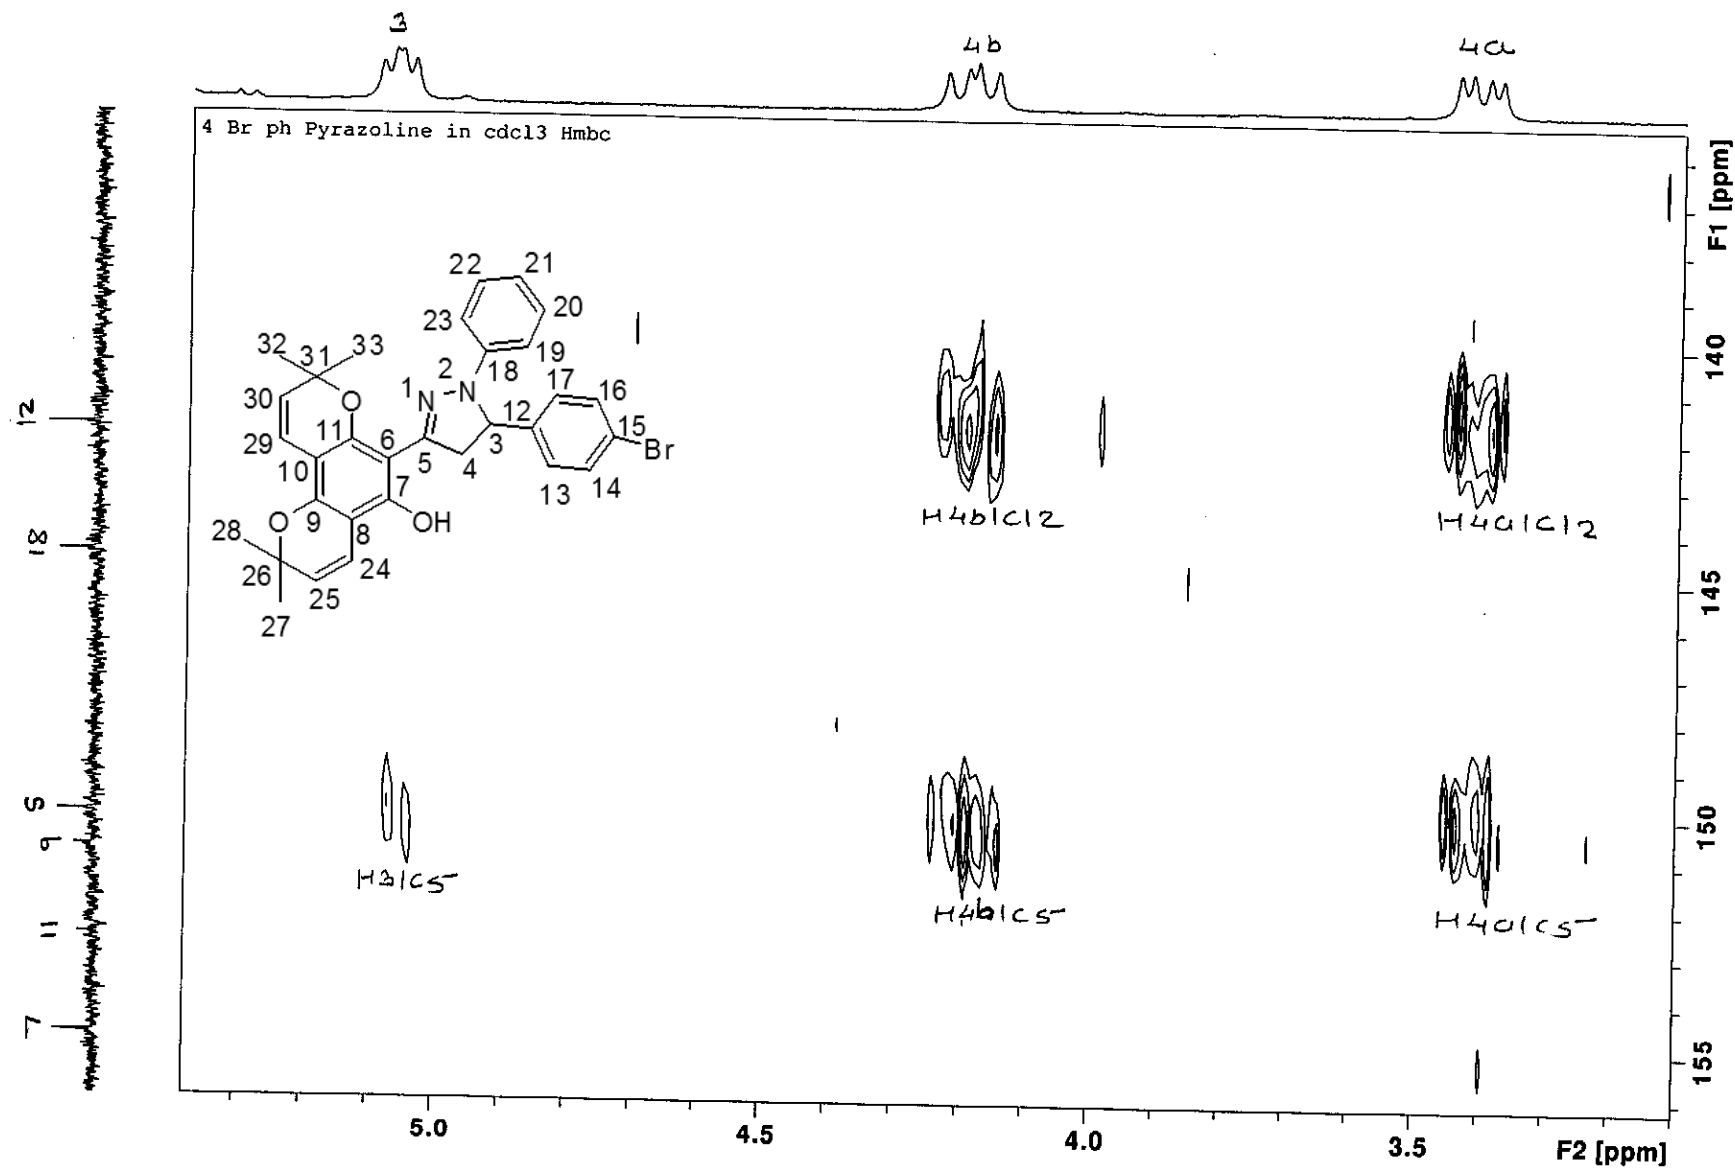 3 4b 4a
4 Br ph Pyrazoline in cdcl3 Hmbc
F1 [ppm]
22 21
23 20
32 31 33 2 18 19
17 16
30 O 1 N N 12 15
29 11 6 3 Br
10 5 4 13 14
7
28 O 9 8 OH
26 24
25
27
12
18
5
9
11
7
140
145
150
155
H4b/C12 H4a/C12
H3/C5 H4b/C5 H4a/C5
5.0 4.5 4.0 3.5 F2 [ppm]